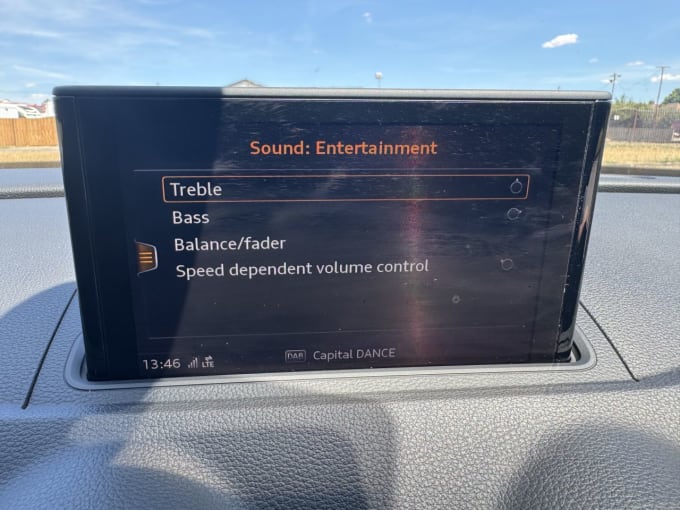 Sound: Entertainment
Treble
Bass
Balance/fader
Speed dependent volume control
13:46 LTE DAB Capital DANCE